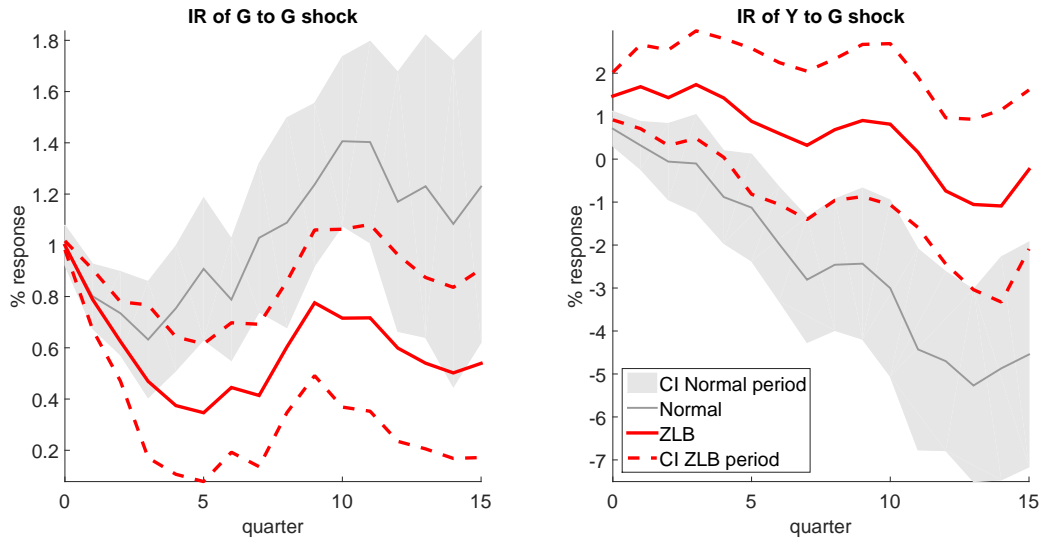 IR of G to G shock
% response
1.8
1.6
1.4
1.2
1
0.8
0.6
0.4
0.2
0
5
10
15
quarter
IR of Y to G shock
% response
2
1
0
-1
-2
-3
-4
-5
-6
-7
0
5
10
15
quarter
CI Normal period
Normal
ZLB
CI ZLB period